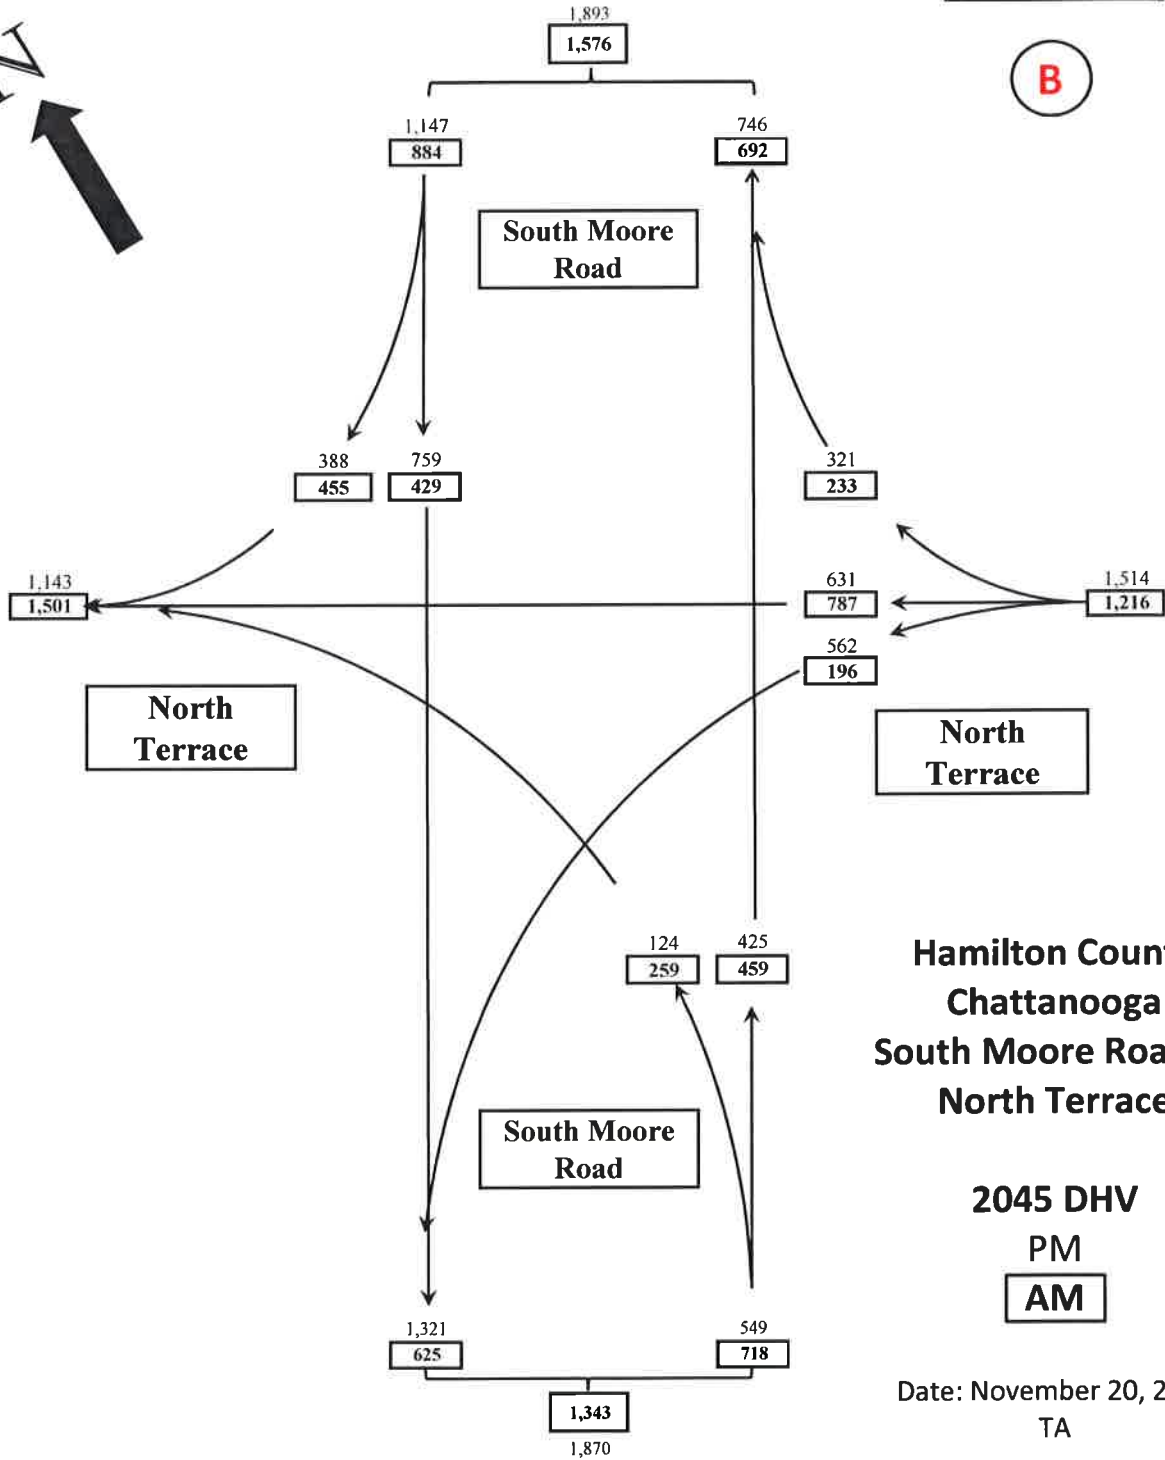 1,893
1,576
B
N
1,147
884
746
692
South Moore
Road
388
455
759
429
321
233
1,143
1,501
631
787
1,514
1,216
562
196
North
Terrace
North
Terrace
124
259
425
459
Hamilton Coun
Chattanooga
South Moore Roa
North Terrace
South Moore
Road
2045 DHV
PM
AM
1,321
625
549
718
1,343
1,870
Date: November 20, 2
TA